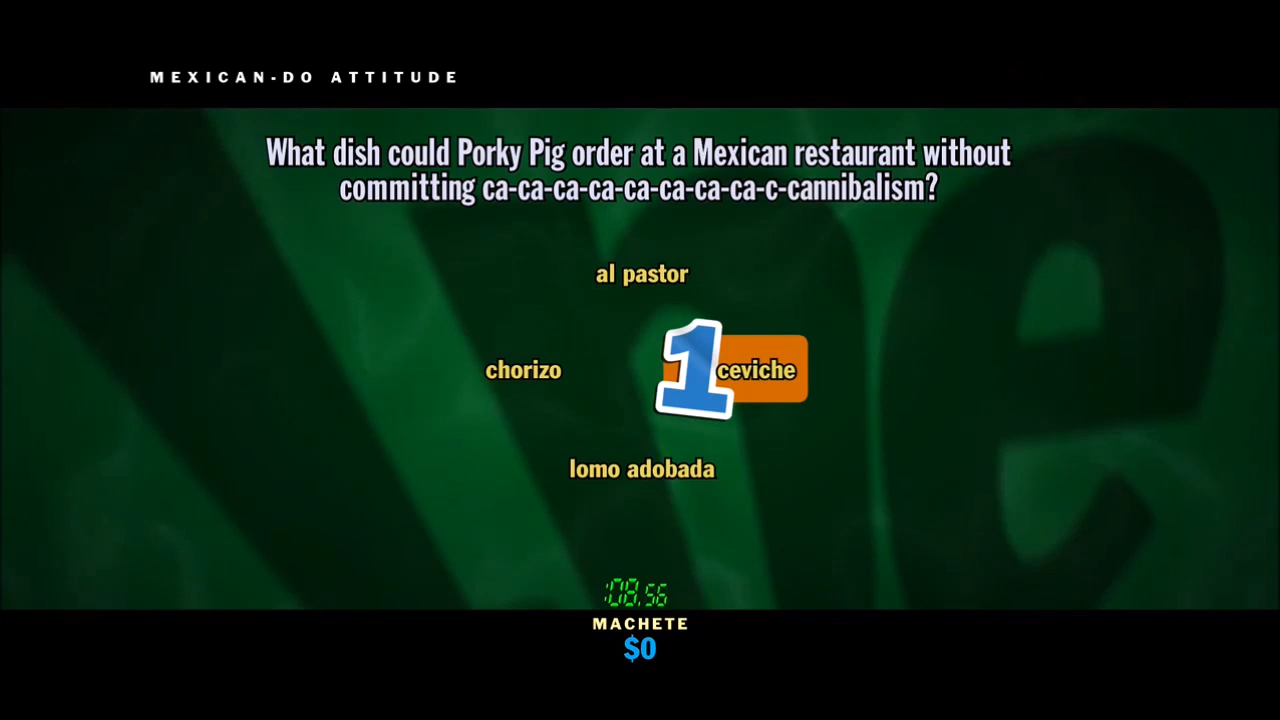 MEXICAN-DO ATTITUDE
What dish could Porky Pig order at a Mexican restaurant without
committing ca-ca-ca-ca-ca-ca-ca-ca-c-cannibalism?
al pastor
chorizo
1 ceviche
lomo adobada
:08.56
MACHETE
$0